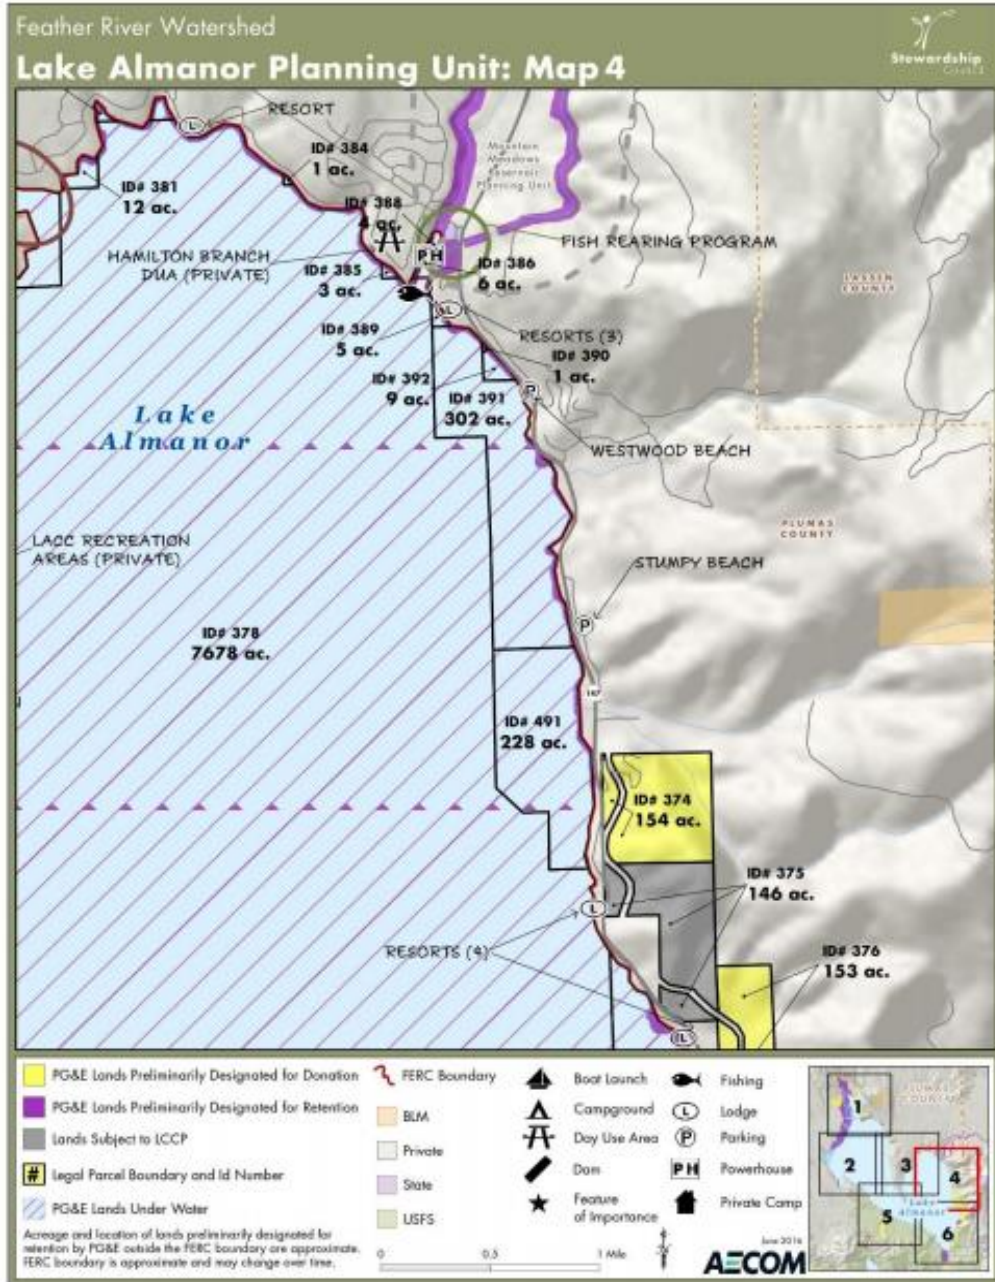 Feather River Watershed
Lake Almanor Planning Unit: Map 4
Stewardship
Council
RESORT
ID# 384
1 ac.
Mountain
Meadows
Reservoir
Planning Unit
ID# 381
12 ac.
ID# 388
4 ac.
HAMILTON BRANCH
DUA (PRIVATE)
PH
FISH REARING PROGRAM
ID# 385
3 ac.
ID# 386
6 ac.
LASSEN
COUNTY
L
ID# 389
5 ac.
RESORTS (3)
ID# 390
1 ac.
ID# 392
9 ac.
ID# 391
302 ac.
P
Lake
Almanor
WESTWOOD BEACH
LACC RECREATION
AREAS (PRIVATE)
PLUMAS
COUNTY
STUMPY BEACH
P
ID# 378
7678 ac.
147
ID# 491
228 ac.
ID# 374
154 ac.
ID# 375
146 ac.
L
RESORTS (4)
ID# 376
153 ac.
L
PG&E Lands Preliminarily Designated for Donation
PG&E Lands Preliminarily Designated for Retention
Lands Subject to LCCP
# Legal Parcel Boundary and Id Number
PG&E Lands Under Water
Acreage and location of lands preliminarily designated for
retention by PG&E outside the FERC boundary are approximate.
FERC boundary is approximate and may change over time.
FERC Boundary
BLM
Private
State
USFS
Boat Launch
Campground
Day Use Area
Dam
Feature
of Importance
Fishing
L Lodge
P Parking
PH Powerhouse
Private Camp
0 0.5 1 Mile
June 2016
AECOM
PLUMAS
COUNTY
1
2
3
4
Lake
Almanor
5
6